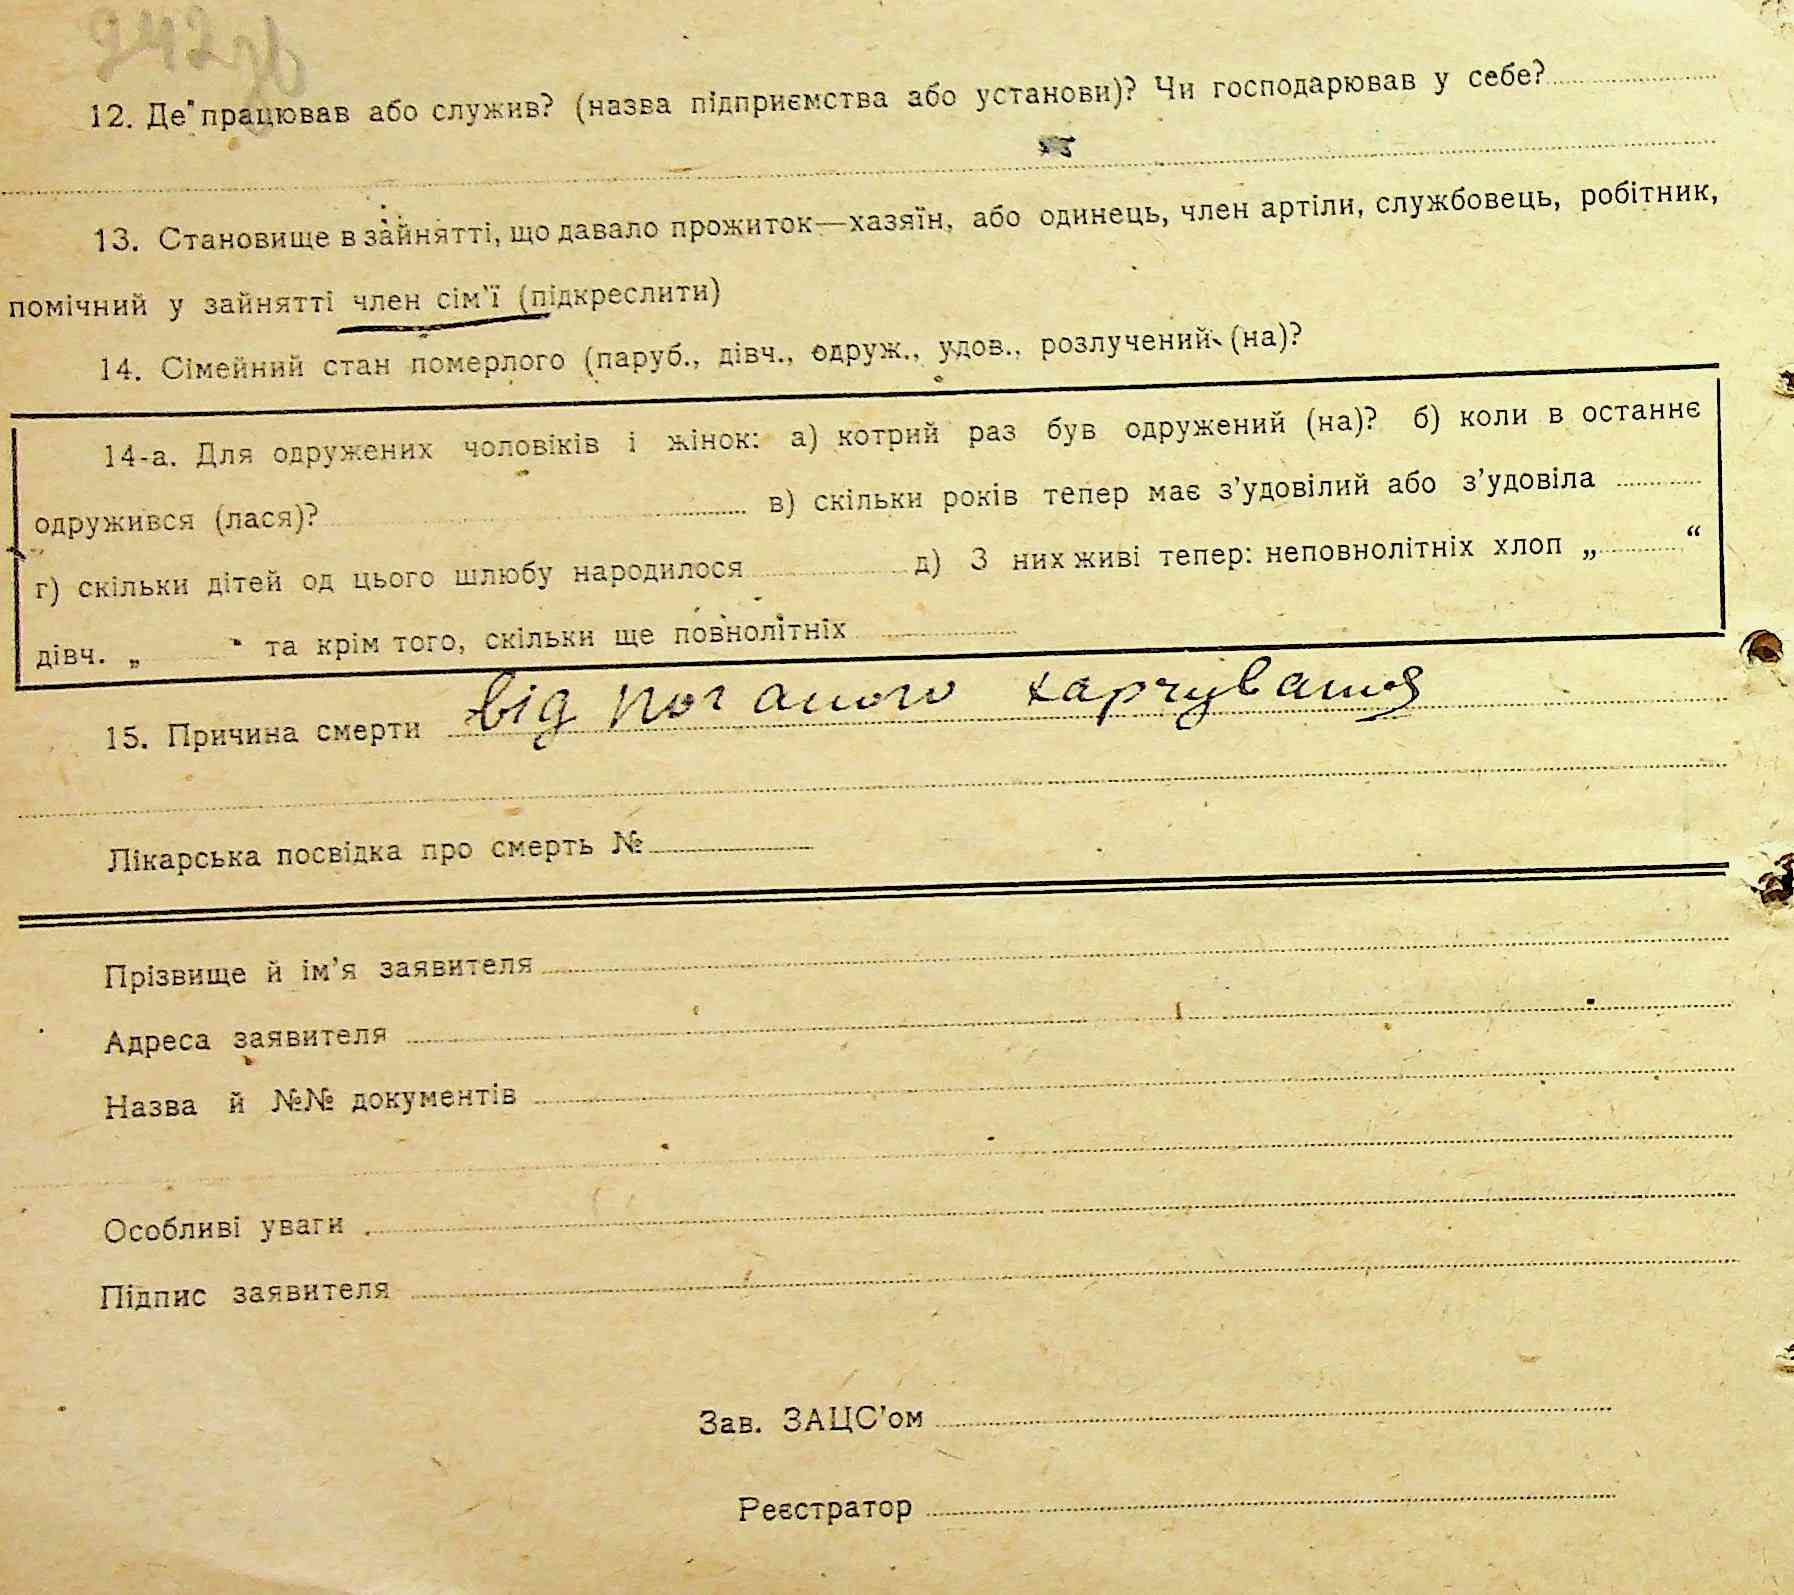 242зв
12. Де працював або служив? (назва підприємства або установи)? Чи господарював у себе?
13. Становище в зайнятті, що давало прожиток—хазяїн, або одинець, член артіли, службовець, робітник,
помічний у зайнятті член сім'ї (підкреслити)
14. Сімейний стан померлого (паруб., дівч., одруж., удов., розлучений (на)?
14-а. Для одружених чоловіків і жінок: а) котрий раз був одружений (на)? б) коли в останнє
одружився (лася)? в) скільки років тепер має з'удовілий або з'удовіла
г) скільки дітей од цього шлюбу народилося д) З них живі тепер: неповнолітніх хлоп „ “
дівч. „ “ та крім того, скільки ще повнолітніх
15. Причина смерти від поганого харчування
Лікарська посвідка про смерть №
Прізвище й ім'я заявителя
Адреса заявителя
Назва й №№ документів
Особливі уваги
Підпис заявителя
Зав. ЗАЦС'ом
Реєстратор